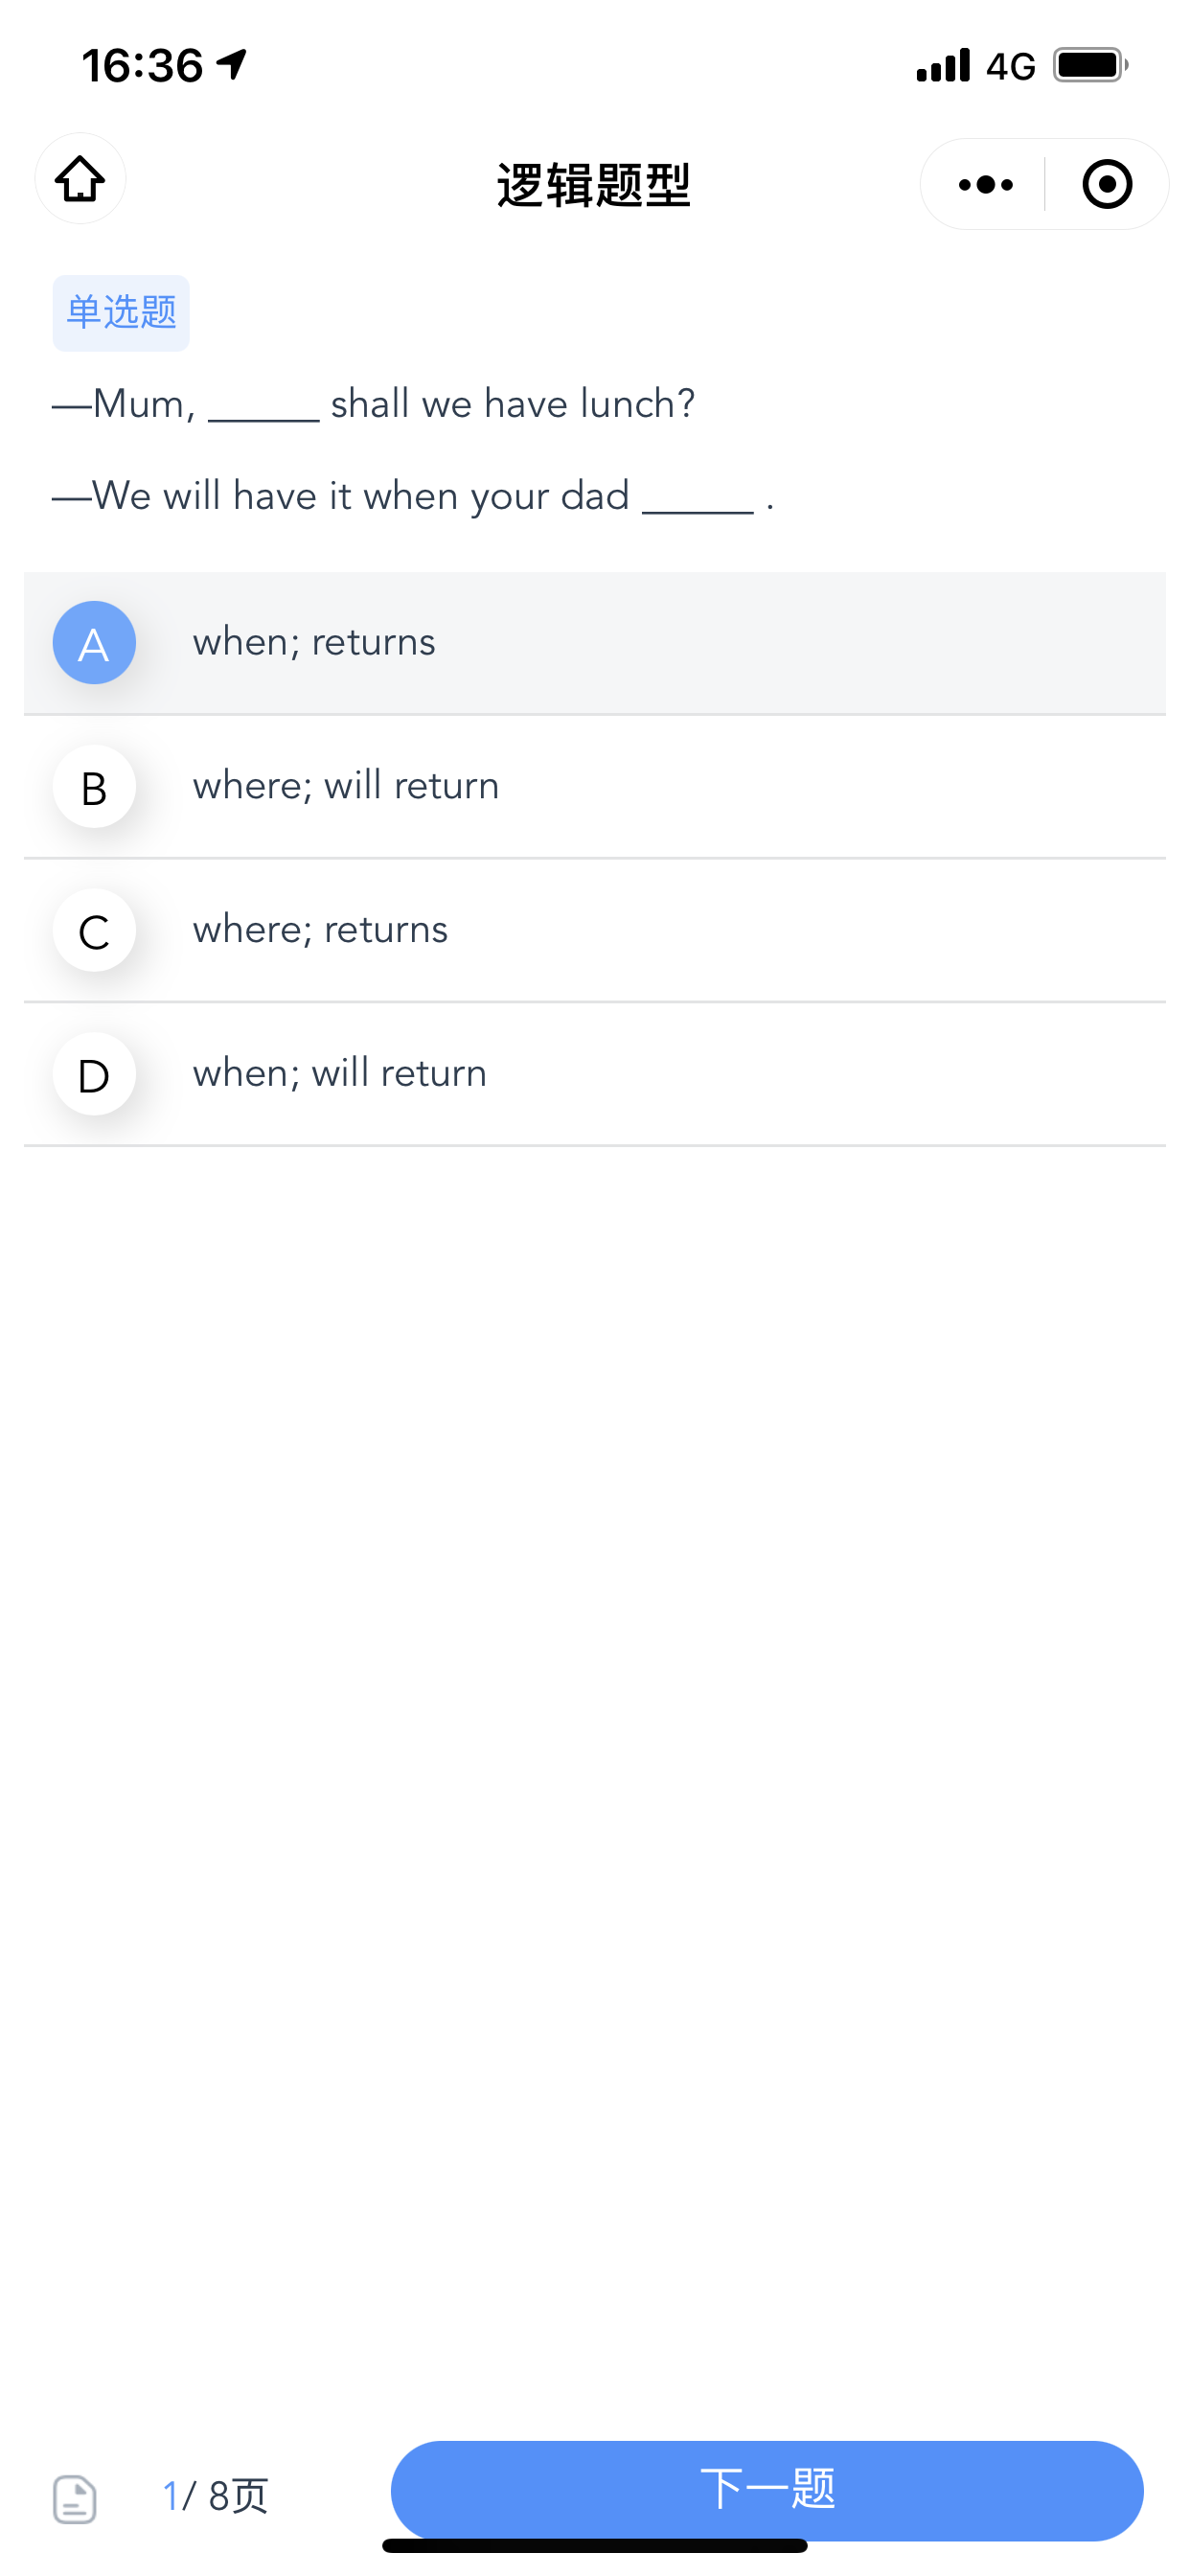 16:36 4G
逻辑题型
单选题
—Mum, ______ shall we have lunch?
—We will have it when your dad ______ .
A when; returns
B where; will return
C where; returns
D when; will return
1/ 8页 下一题